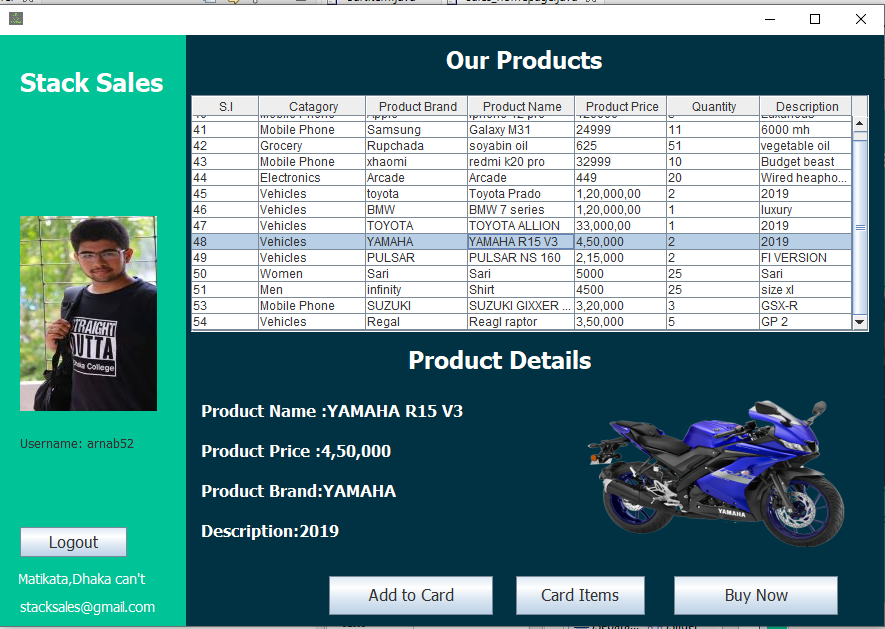 Stack Sales
Our Products
S.I Catagory Product Brand Product Name Product Price Quantity Description
41 Mobile Phone Samsung Galaxy M31 24999 11 6000 mh
42 Grocery Rupchada soyabin oil 625 51 vegetable oil
43 Mobile Phone xhaomi redmi k20 pro 32999 10 Budget beast
44 Electronics Arcade Arcade 449 20 Wired heapho...
45 Vehicles toyota Toyota Prado 1,20,000,00 2 2019
46 Vehicles BMW BMW 7 series 1,20,000,00 1 luxury
47 Vehicles TOYOTA TOYOTA ALLION 33,000,00 1 2019
48 Vehicles YAMAHA YAMAHA R15 V3 4,50,000 2 2019
49 Vehicles PULSAR PULSAR NS 160 2,15,000 2 FI VERSION
50 Women Sari Sari 5000 25 Sari
51 Men infinity Shirt 4500 25 size xl
53 Mobile Phone SUZUKI SUZUKI GIXXER ... 3,20,000 3 GSX-R
54 Vehicles Regal Reagl raptor 3,50,000 5 GP 2
STRAIGHT
OUTTA
Dhaka College
Username: arnab52
Logout
Matikata,Dhaka can't
stacksales@gmail.com
Product Details
Product Name :YAMAHA R15 V3
Product Price :4,50,000
Product Brand:YAMAHA
Description:2019
YAMAHA
Add to Card
Card Items
Buy Now